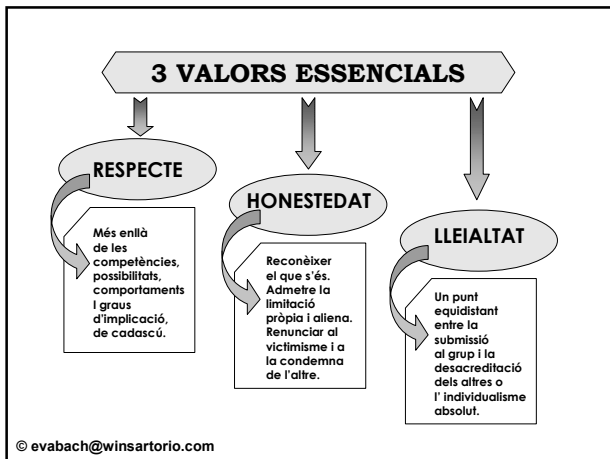 3 VALORS ESSENCIALS
RESPECTE
Més enllà
de les
competències,
possibilitats,
comportaments
I graus
d'implicació,
de cadascú.
HONESTEDAT
Reconèixer
el que s'és.
Admetre la
limitació
pròpia i aliena.
Renunciar al
victimisme i a
la condemna
de l'altre.
LLEIALTAT
Un punt
equidistant
entre la
submissió
al grup i la
desacreditació
dels altres o
l' individualisme
absolut.
© evabach@winsartorio.com